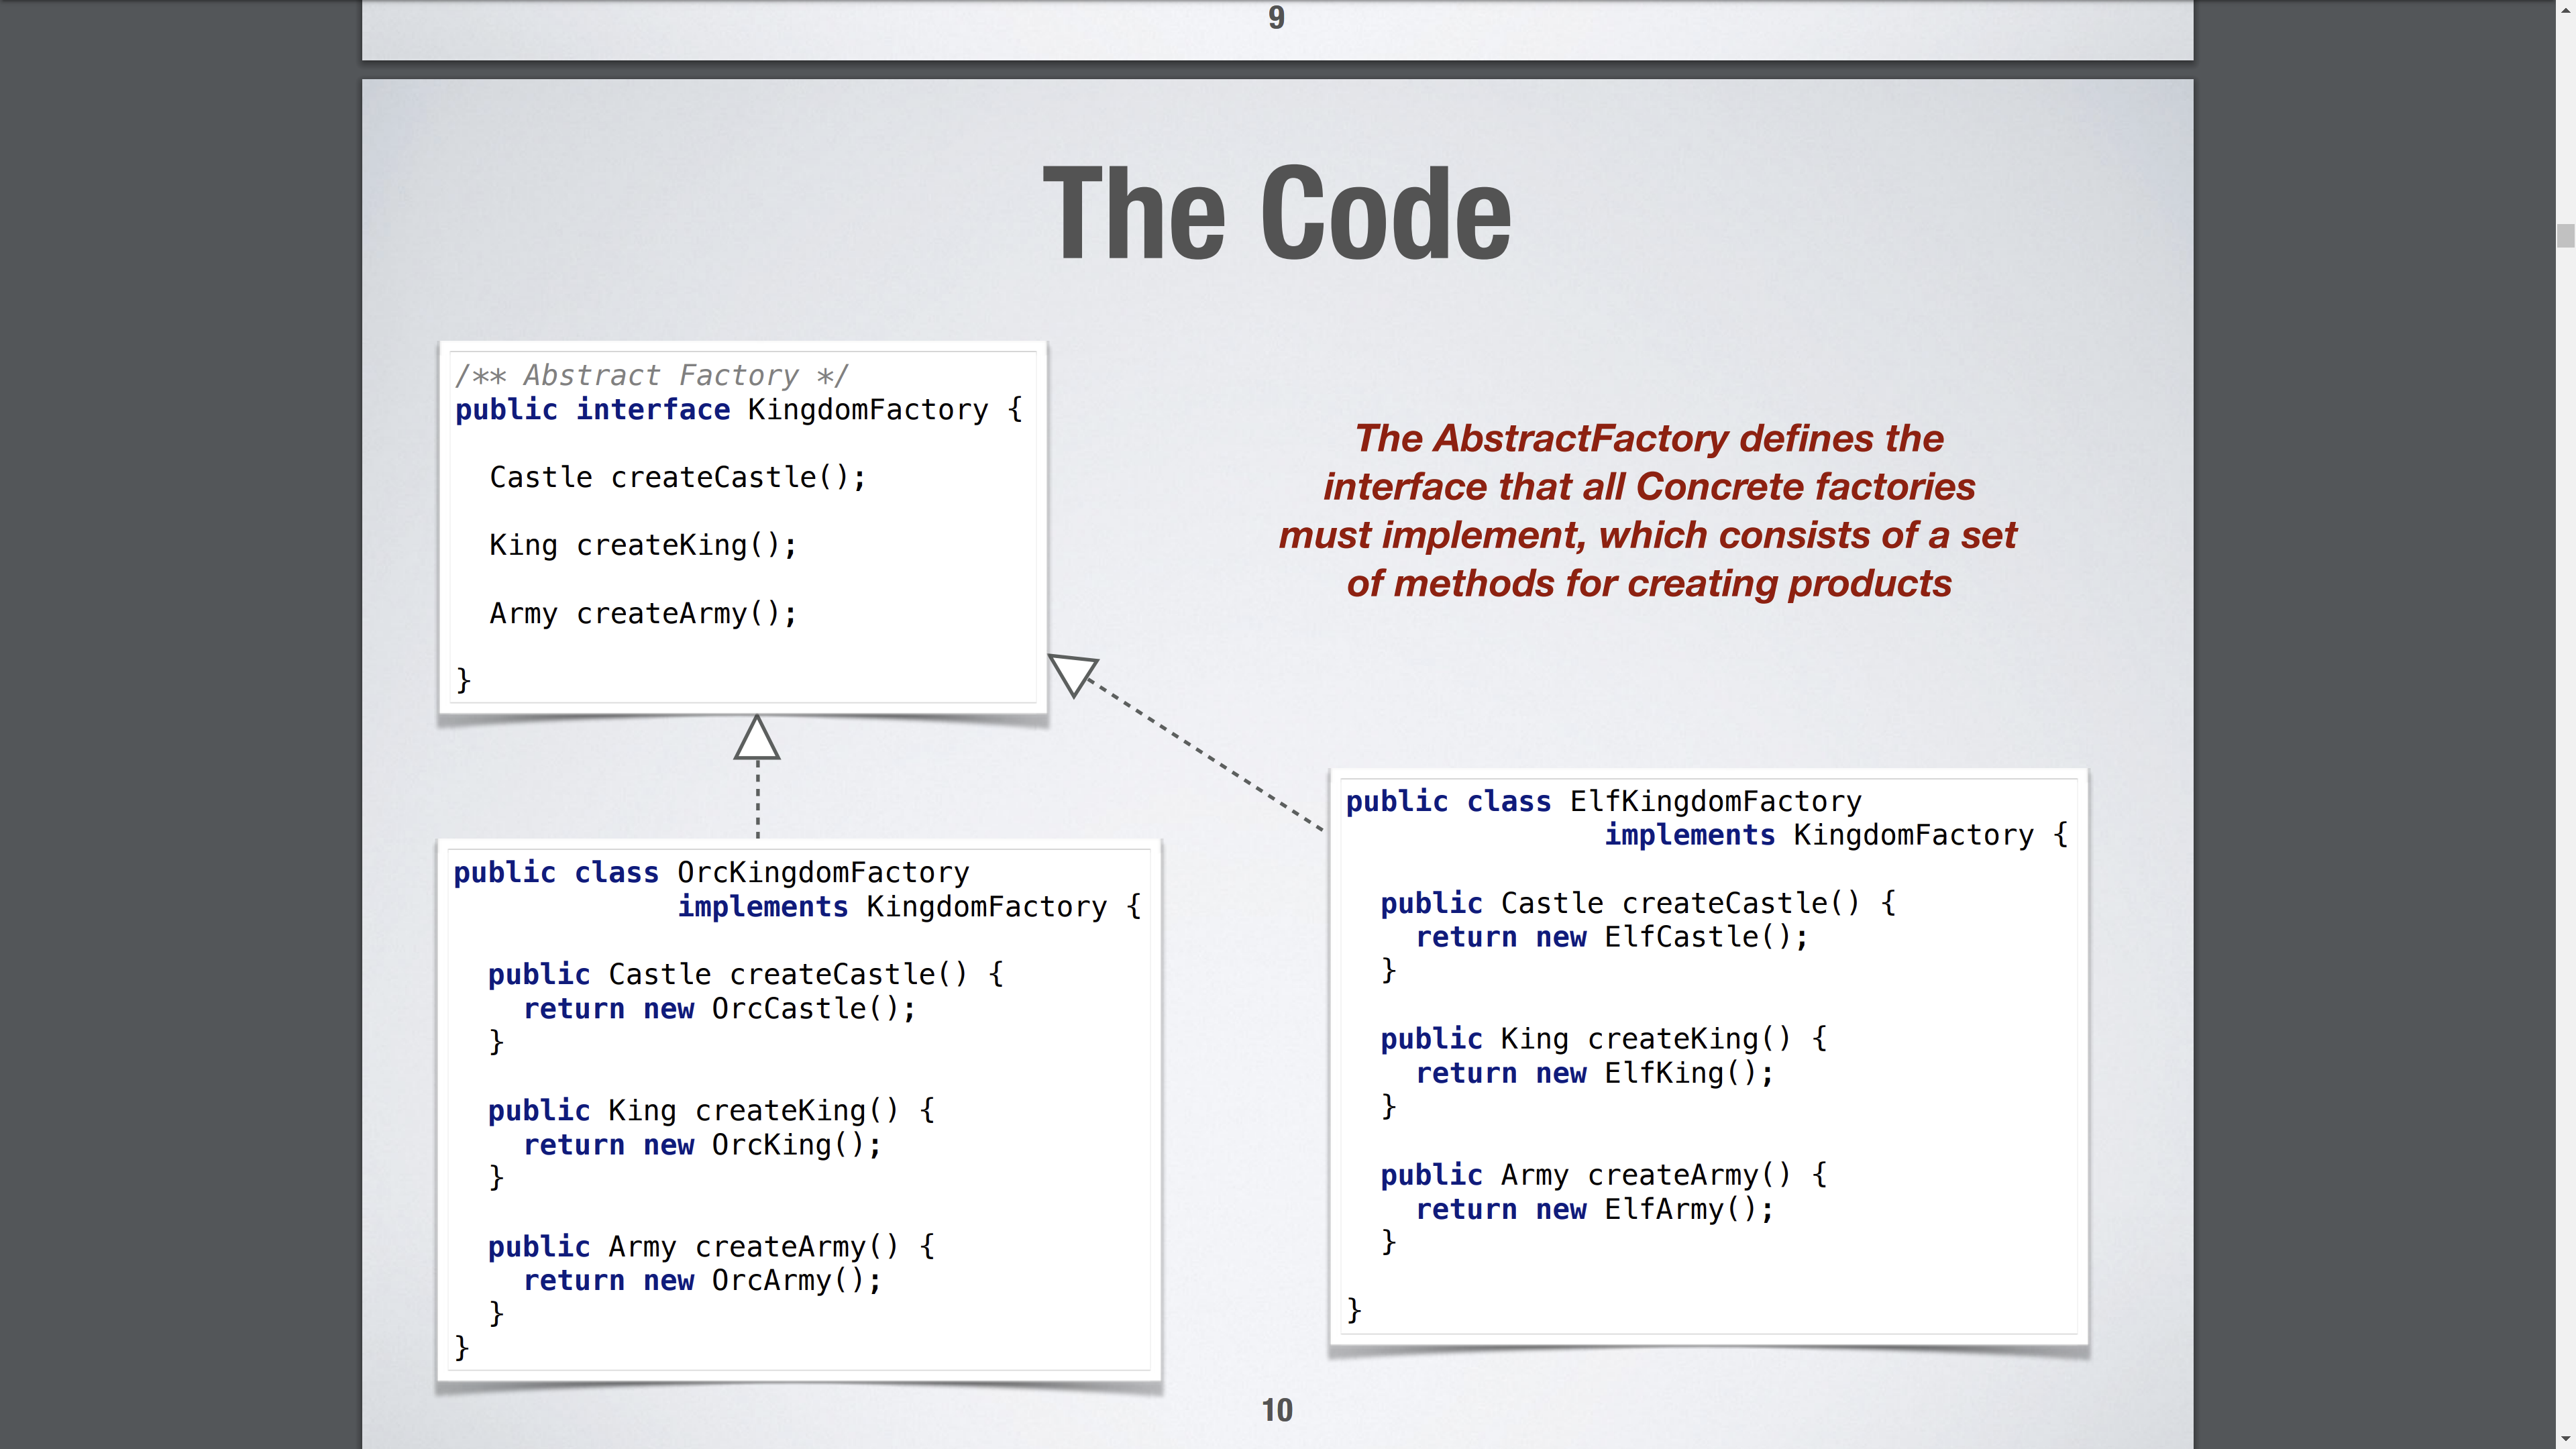 9
The Code
/** Abstract Factory */
public interface KingdomFactory {
Castle createCastle();
King createKing();
Army createArmy();
}
The AbstractFactory defines the
interface that all Concrete factories
must implement, which consists of a set
of methods for creating products
public class OrcKingdomFactory
implements KingdomFactory {
public Castle createCastle() {
return new OrcCastle();
}
public King createKing() {
return new OrcKing();
}
public Army createArmy() {
return new OrcArmy();
}
}
public class ElfKingdomFactory
implements KingdomFactory {
public Castle createCastle() {
return new ElfCastle();
}
public King createKing() {
return new ElfKing();
}
public Army createArmy() {
return new ElfArmy();
}
}
10